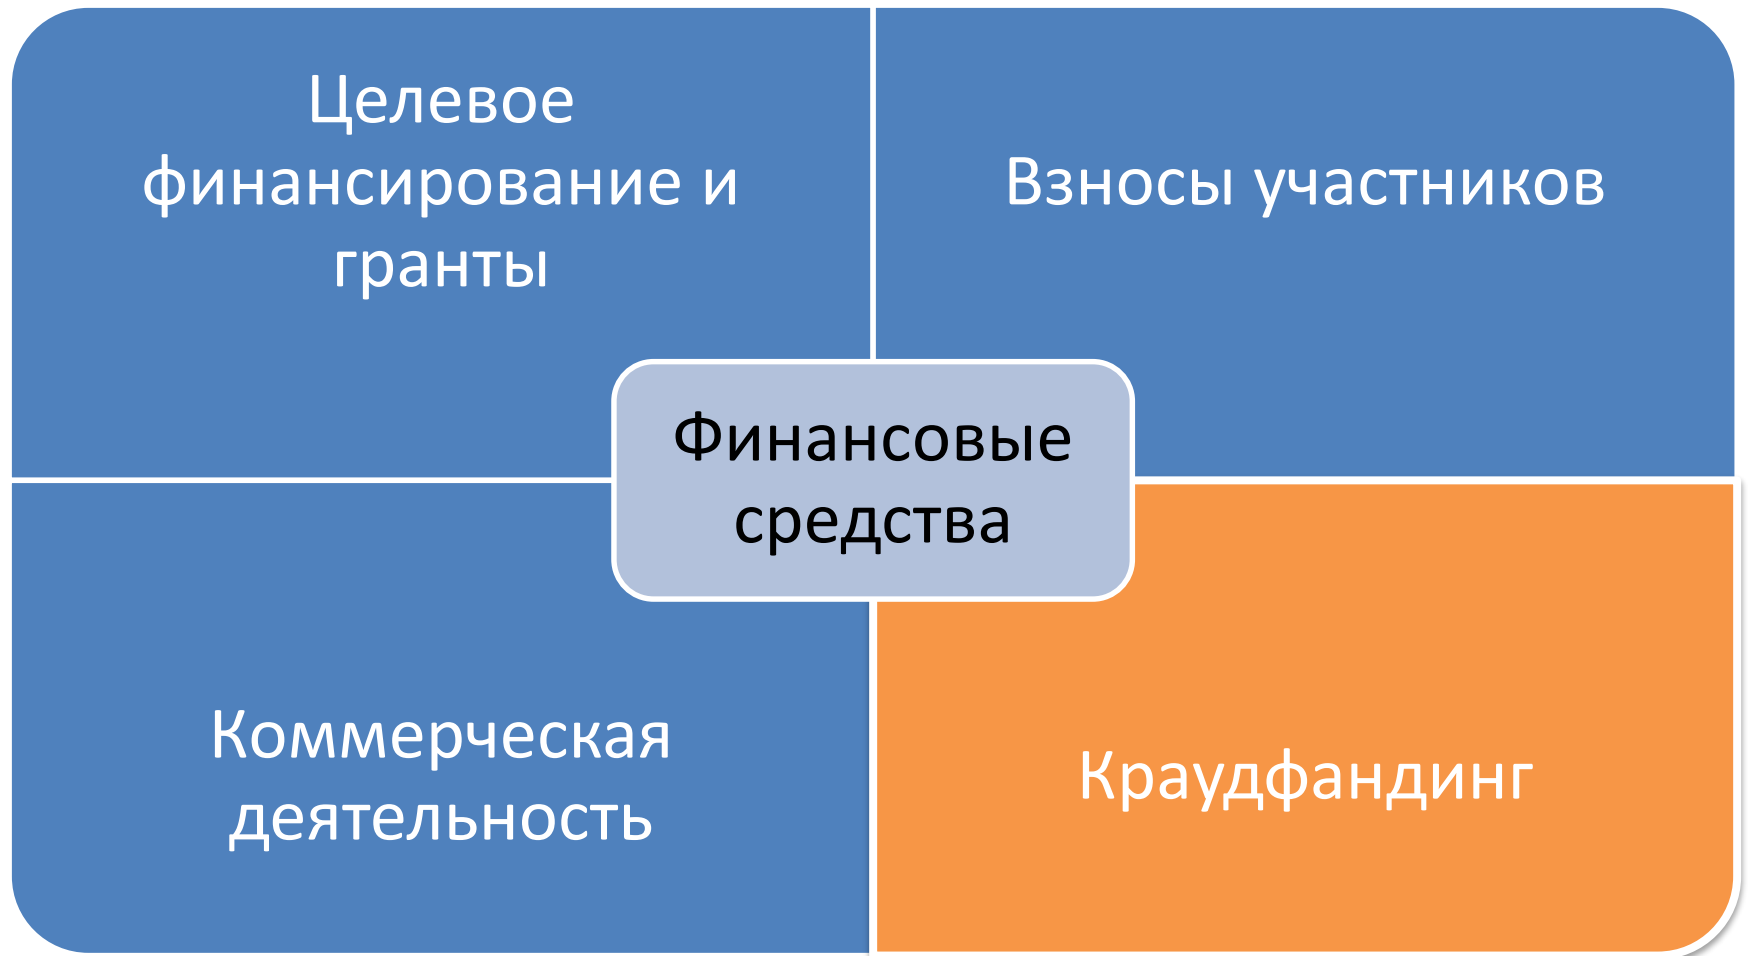 Целевое
финансирование и
гранты
Взносы участников
Финансовые
средства
Коммерческая
деятельность
Краудфандинг